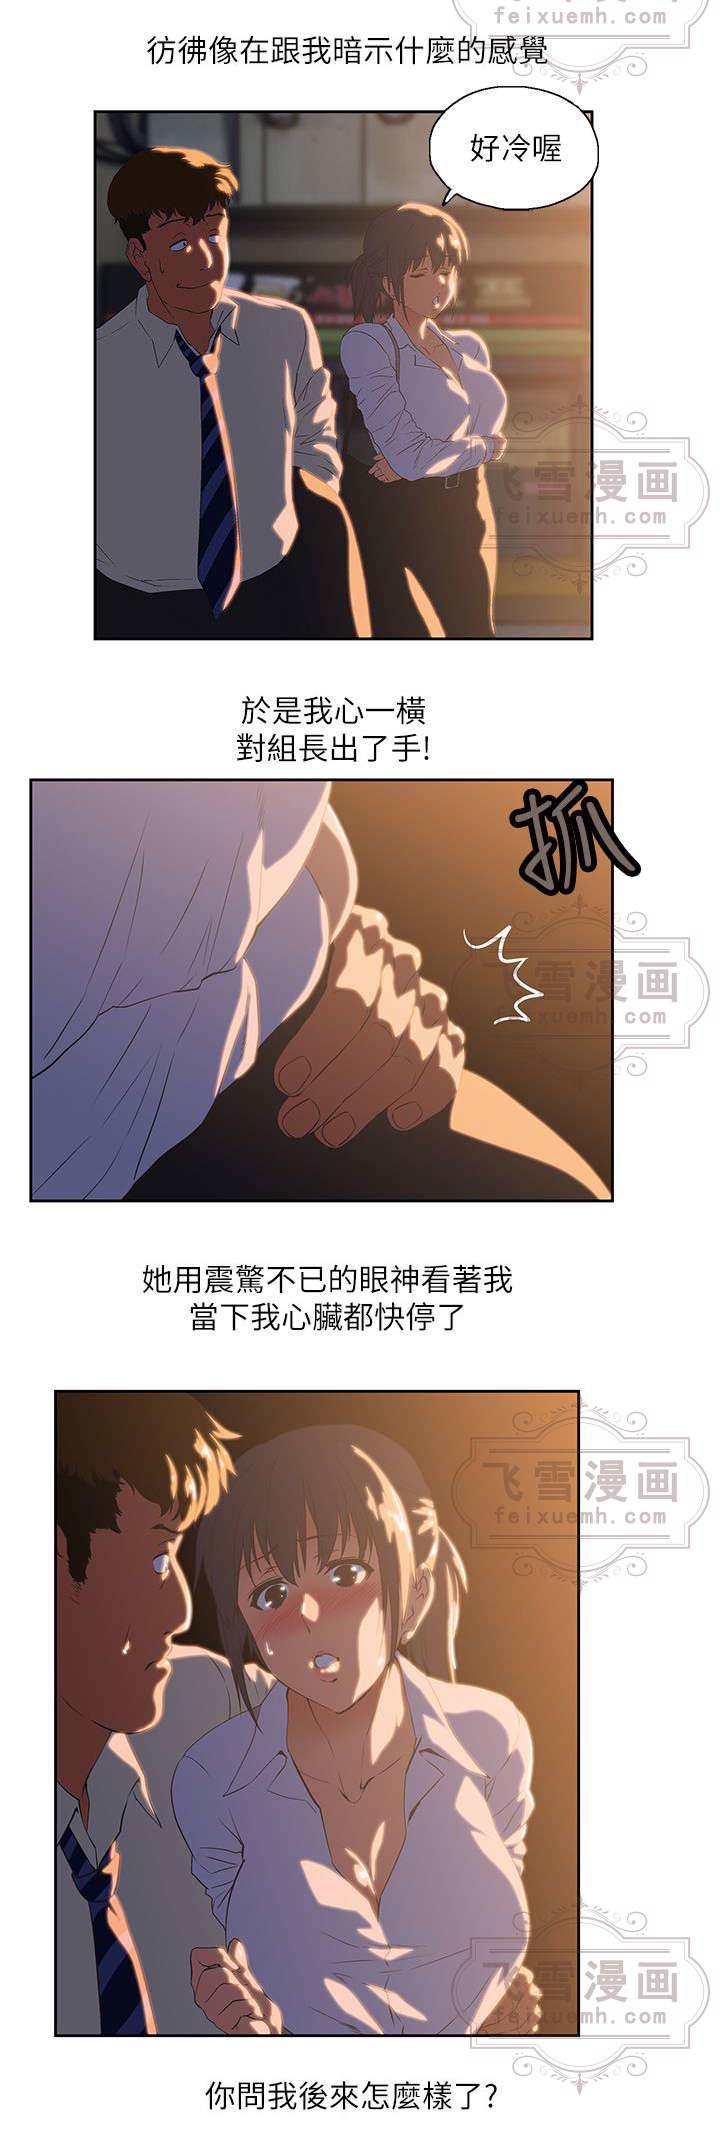 feixuemh.com
彷彿像在跟我暗示什麼的感覺
好冷喔
飞雪漫画
feixuemh.com
於是我心一橫
對組長出了手!
抓
飞雪漫画
feixuemh.com
她用震驚不已的眼神看著我
當下我心臟都快停了
飞雪漫画
feixuemh.com
飞雪漫画
feixuemh.com
你問我後來怎麼樣了?